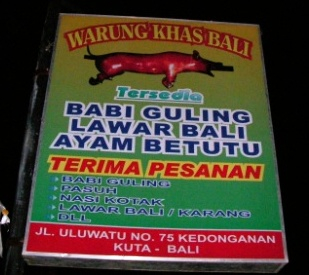 WARUNG KHAS BALI
Tersedia
BABI GULING
LAWAR BALI
AYAM BETUTU
TERIMA PESANAN
BABI GULING
PASUH
NASI KOTAK
LAWAR BALI / KARANG
DLL
JL. ULUWATU NO. 75 KEDONGANAN
KUTA - BALI